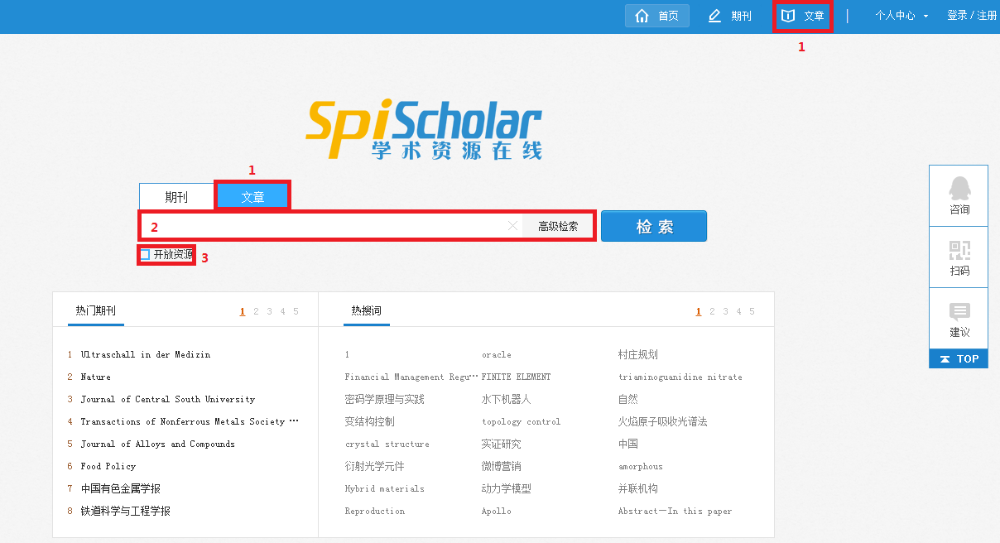 首页 期刊 文章 个人中心 登录 / 注册
1
SpiScholar
学术资源在线
1
期刊 文章
2 高级检索 检索
开放资源 3
咨询
扫码
建议
TOP
热门期刊 1 2 3 4 5
1 Ultraschall in der Medizin
2 Nature
3 Journal of Central South University
4 Transactions of Nonferrous Metals Society …
5 Journal of Alloys and Compounds
6 Food Policy
7 中国有色金属学报
8 铁道科学与工程学报
热搜词 1 2 3 4 5
1 oracle 村庄规划
Financial Management Regu… FINITE ELEMENT triaminoguanidine nitrate
密码学原理与实践 水下机器人 自然
变结构控制 topology control 火焰原子吸收光谱法
crystal structure 实证研究 中国
衍射光学元件 微博营销 amorphous
Hybrid materials 动力学模型 并联机构
Reproduction Apollo Abstract—In this paper